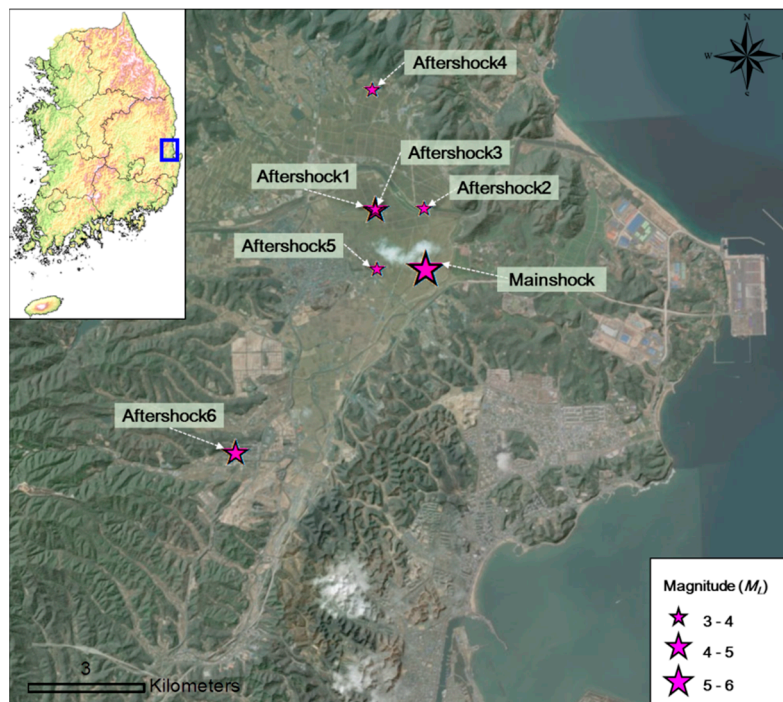 N
W
Aftershock4
Aftershock3
Aftershock1
Aftershock2
Aftershock5
Mainshock
Aftershock6
Magnitude (ML)
3 - 4
4 - 5
5 - 6
3
Kilometers